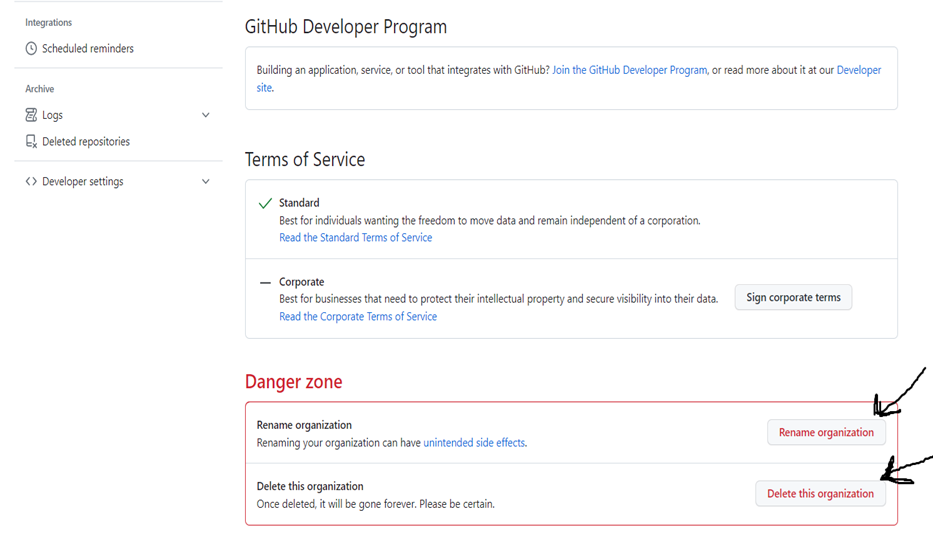 Integrations
Scheduled reminders
Archive
Logs
Deleted repositories
Developer settings
GitHub Developer Program
Building an application, service, or tool that integrates with GitHub? Join the GitHub Developer Program, or read more about it at our Developer
site.
Terms of Service
Standard
Best for individuals wanting the freedom to move data and remain independent of a corporation.
Read the Standard Terms of Service
Corporate
Best for businesses that need to protect their intellectual property and secure visibility into their data.
Read the Corporate Terms of Service
Sign corporate terms
Danger zone
Rename organization
Renaming your organization can have unintended side effects.
Rename organization
Delete this organization
Once deleted, it will be gone forever. Please be certain.
Delete this organization